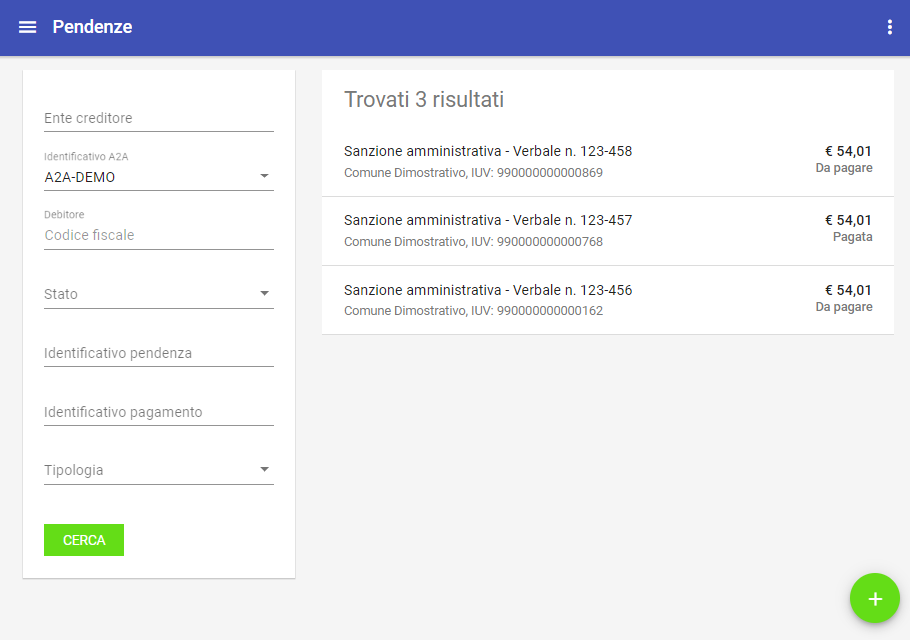 Pendenze
Ente creditore
Identificativo A2A
A2A-DEMO
Debitore
Codice fiscale
Stato
Identificativo pendenza
Identificativo pagamento
Tipologia
CERCA
Trovati 3 risultati
Sanzione amministrativa - Verbale n. 123-458
€ 54,01
Comune Dimostrativo, IUV: 990000000000869
Da pagare
Sanzione amministrativa - Verbale n. 123-457
€ 54,01
Comune Dimostrativo, IUV: 990000000000768
Pagata
Sanzione amministrativa - Verbale n. 123-456
€ 54,01
Comune Dimostrativo, IUV: 990000000000162
Da pagare
+